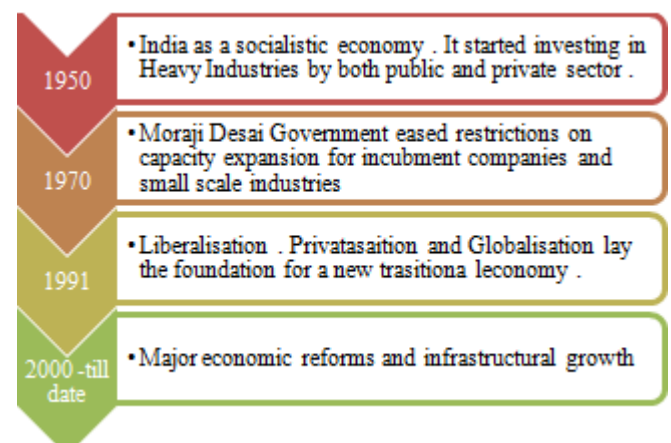 1950
•India as a socialistic economy . It started investing in
Heavy Industries by both public and private sector .
1970
•Moraji Desai Government eased restrictions on
capacity expansion for incubment companies and
small scale industries
1991
•Liberalisation . Privatasaition and Globalisation lay
the foundation for a new trasitiona leconomy .
2000 -till
date
•Major economic reforms and infrastructural growth